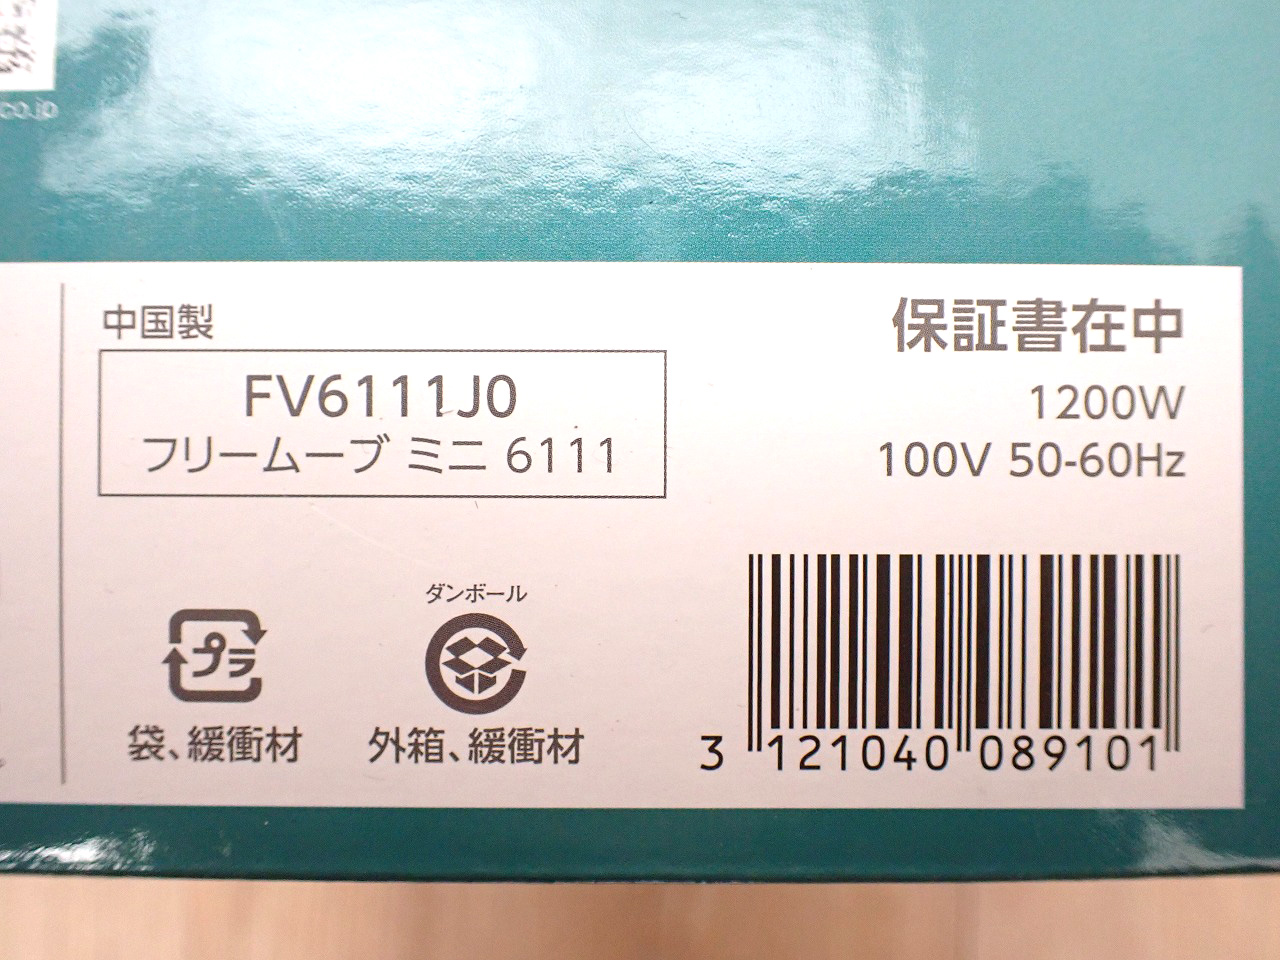 co.jp
中国製
FV6111J0
フリームーブ ミニ 6111
保証書在中
1200W
100V 50-60Hz
プラ
袋、緩衝材
ダンボール
外箱、緩衝材
3 121040 089101